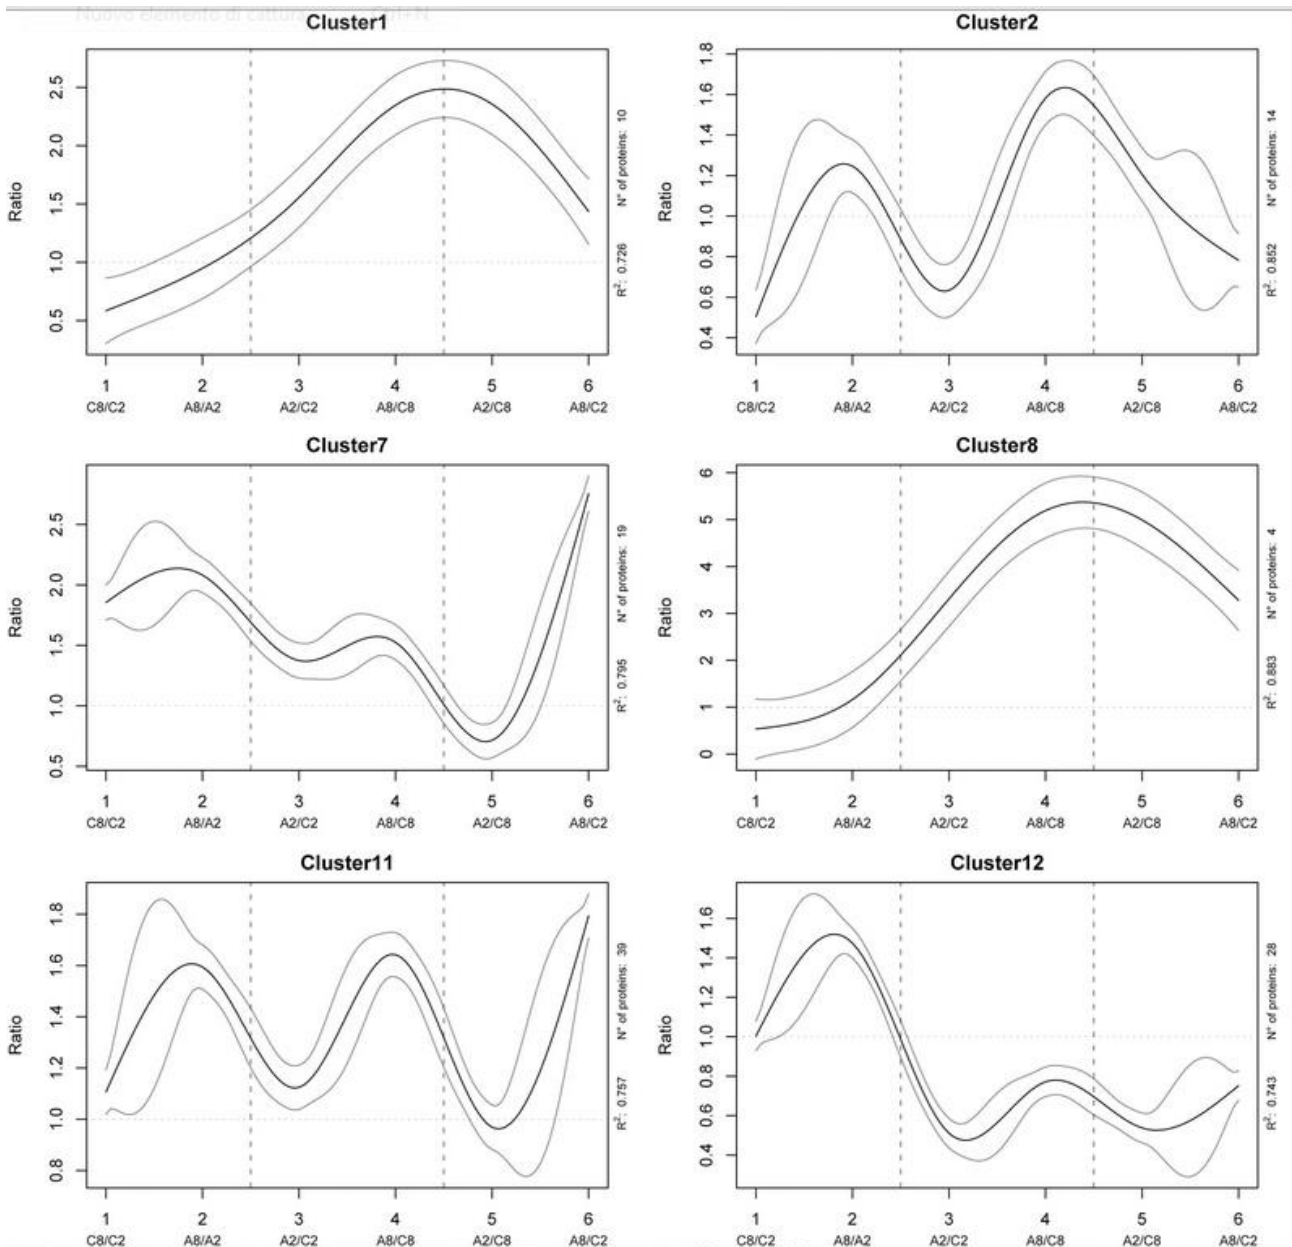 Nuovo elemento di cattura Ctrl+N
Cluster1
Ratio
2.5
2.0
1.5
1.0
0.5
1 2 3 4 5 6
C8/C2 A8/A2 A2/C2 A8/C8 A2/C8 A8/C2
R²: 0.726 N° of proteins: 10
Cluster2
Ratio
1.8
1.6
1.4
1.2
1.0
0.8
0.6
0.4
1 2 3 4 5 6
C8/C2 A8/A2 A2/C2 A8/C8 A2/C8 A8/C2
R²: 0.852 N° of proteins: 14
Cluster7
Ratio
2.5
2.0
1.5
1.0
0.5
1 2 3 4 5 6
C8/C2 A8/A2 A2/C2 A8/C8 A2/C8 A8/C2
R²: 0.795 N° of proteins: 19
Cluster8
Ratio
6
5
4
3
2
1
0
1 2 3 4 5 6
C8/C2 A8/A2 A2/C2 A8/C8 A2/C8 A8/C2
R²: 0.883 N° of proteins: 4
Cluster11
Ratio
1.8
1.6
1.4
1.2
1.0
0.8
1 2 3 4 5 6
C8/C2 A8/A2 A2/C2 A8/C8 A2/C8 A8/C2
R²: 0.757 N° of proteins: 39
Cluster12
Ratio
1.6
1.4
1.2
1.0
0.8
0.6
0.4
1 2 3 4 5 6
C8/C2 A8/A2 A2/C2 A8/C8 A2/C8 A8/C2
R²: 0.743 N° of proteins: 28